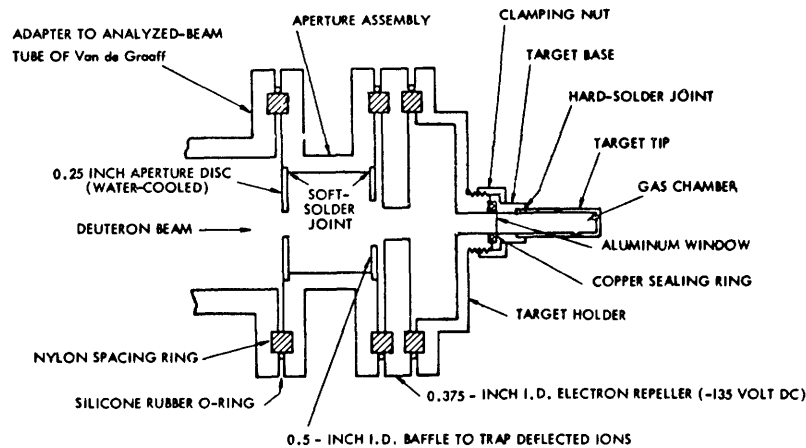 CLAMPING NUT
APERTURE ASSEMBLY
ADAPTER TO ANALYZED-BEAM
TUBE OF Van de Graaff
TARGET BASE
HARD-SOLDER JOINT
TARGET TIP
0.25 INCH APERTURE DISC
(WATER-COOLED)
SOFT-
SOLDER
JOINT
GAS CHAMBER
DEUTERON BEAM
ALUMINUM WINDOW
COPPER SEALING RING
TARGET HOLDER
NYLON SPACING RING
SILICONE RUBBER O-RING
0.375 - INCH I.D. ELECTRON REPELLER (-135 VOLT DC)
0.5 - INCH I.D. BAFFLE TO TRAP DEFLECTED IONS